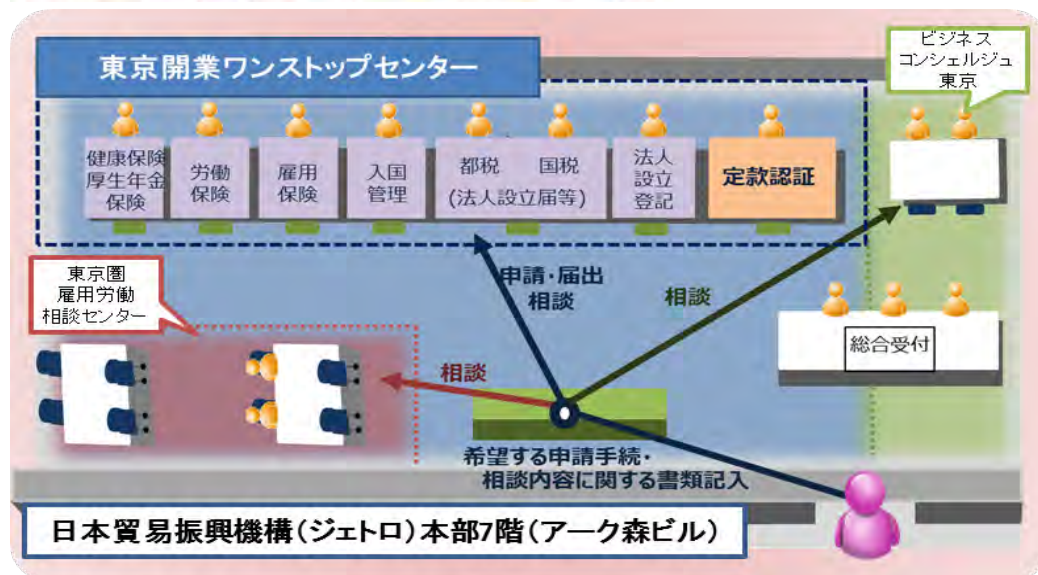 東京開業ワンストップセンター
ビジネス
コンシェルジュ
東京
健康保険
厚生年金
保険
労働
保険
雇用
保険
入国
管理
都税 国税
(法人設立届等)
法人
設立
登記
定款認証
東京圏
雇用労働
相談センター
申請・届出
相談
相談
総合受付
相談
希望する申請手続・
相談内容に関する書類記入
日本貿易振興機構(ジェトロ)本部7階(アーク森ビル)